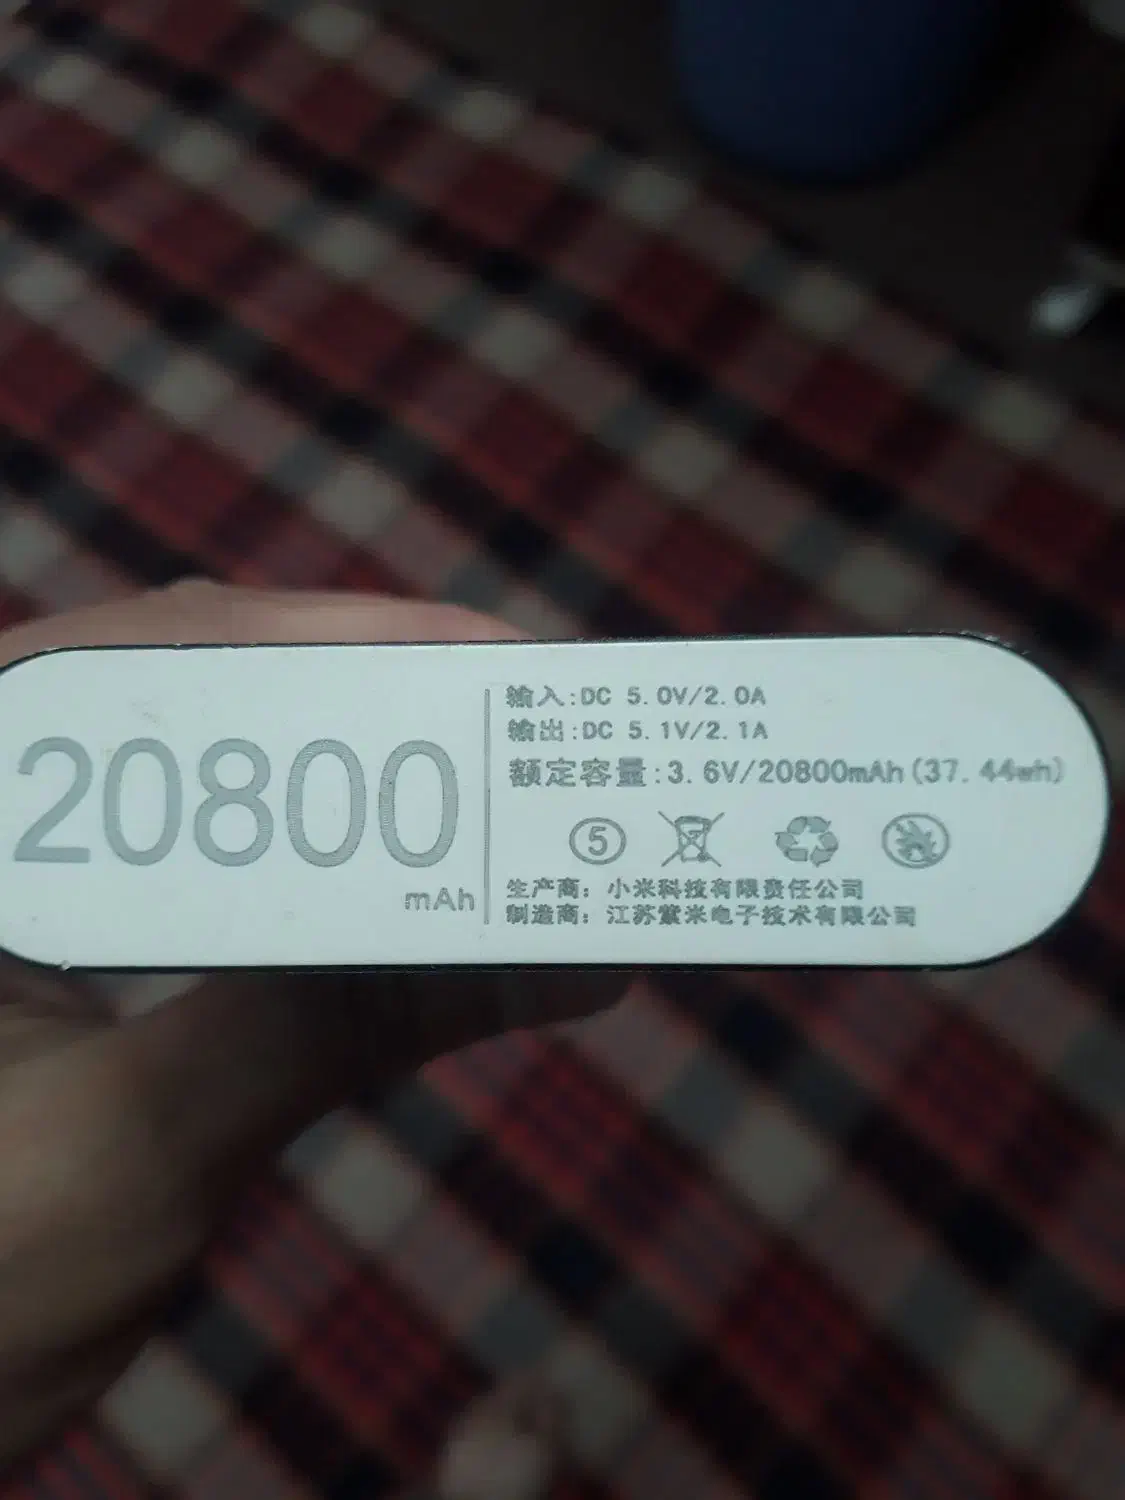 20800
mAh
输入:DC 5.0V/2.0A
输出:DC 5.1V/2.1A
额定容量:3.6V/20800mAh(37.44wh)
5
生产商：小米科技有限责任公司
制造商：江苏紫米电子技术有限公司